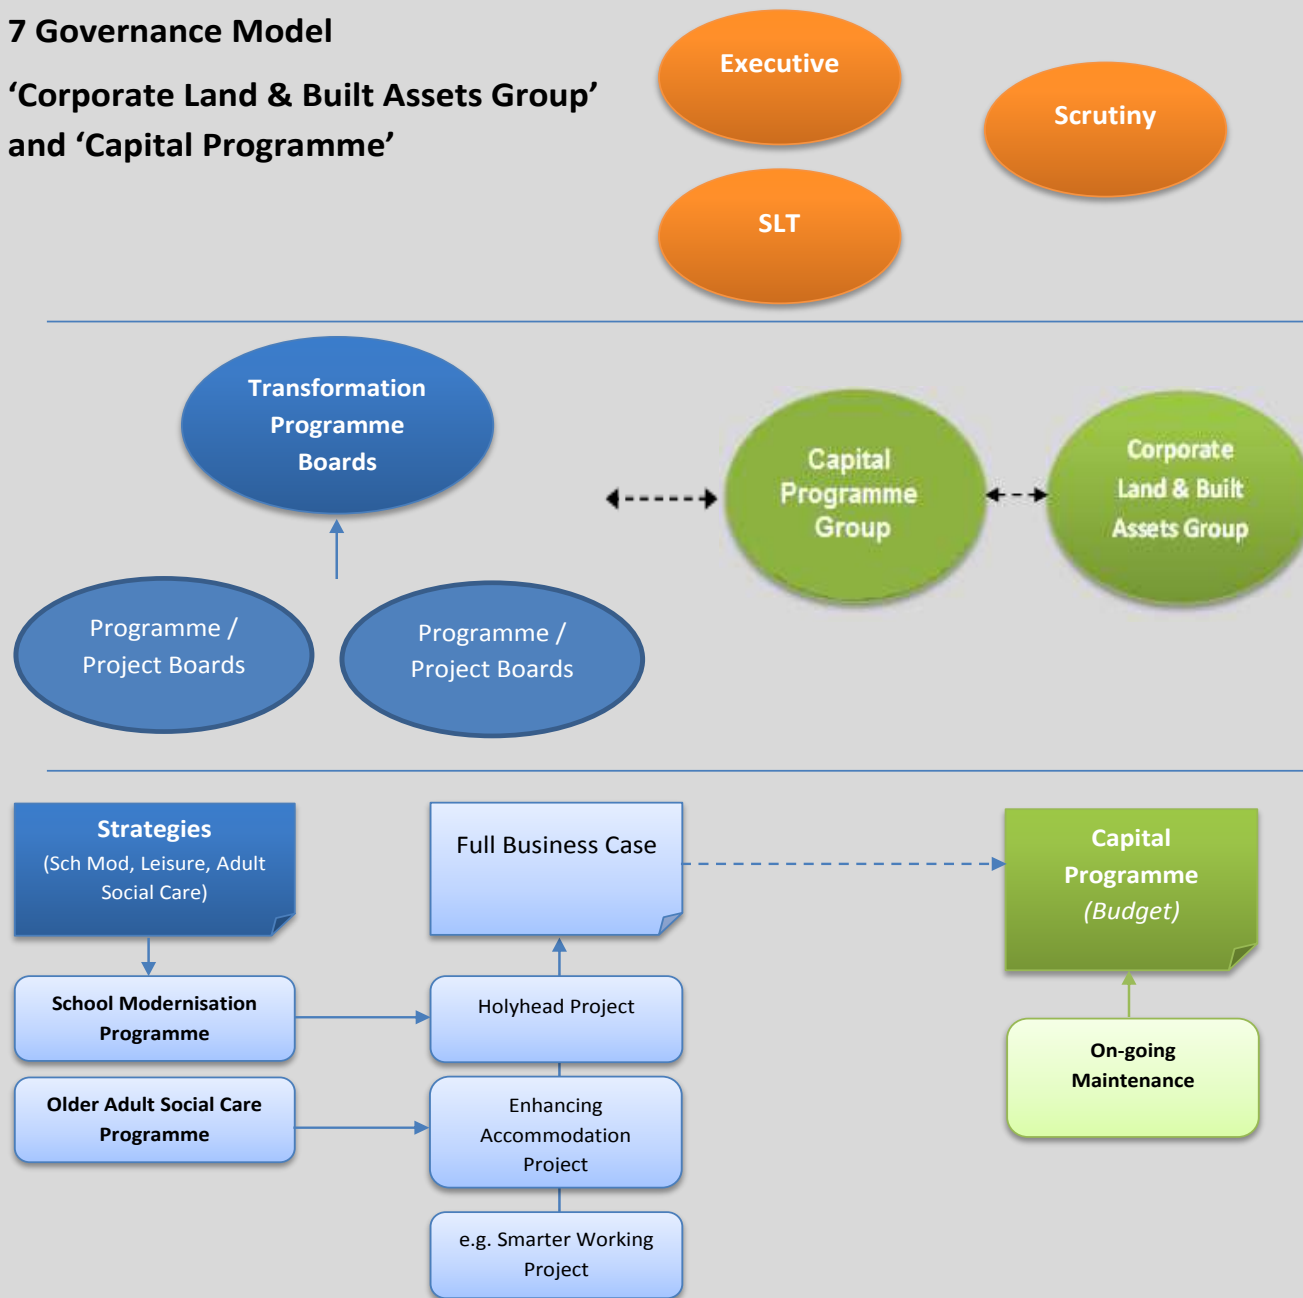 7 Governance Model
‘Corporate Land & Built Assets Group’
and ‘Capital Programme’
Executive
Scrutiny
SLT
Transformation
Programme
Boards
Capital
Programme
Group
Corporate
Land & Built
Assets Group
Programme /
Project Boards
Programme /
Project Boards
Strategies
(Sch Mod, Leisure, Adult
Social Care)
Full Business Case
Capital
Programme
(Budget)
School Modernisation
Programme
Holyhead Project
On-going
Maintenance
Older Adult Social Care
Programme
Enhancing
Accommodation
Project
e.g. Smarter Working
Project